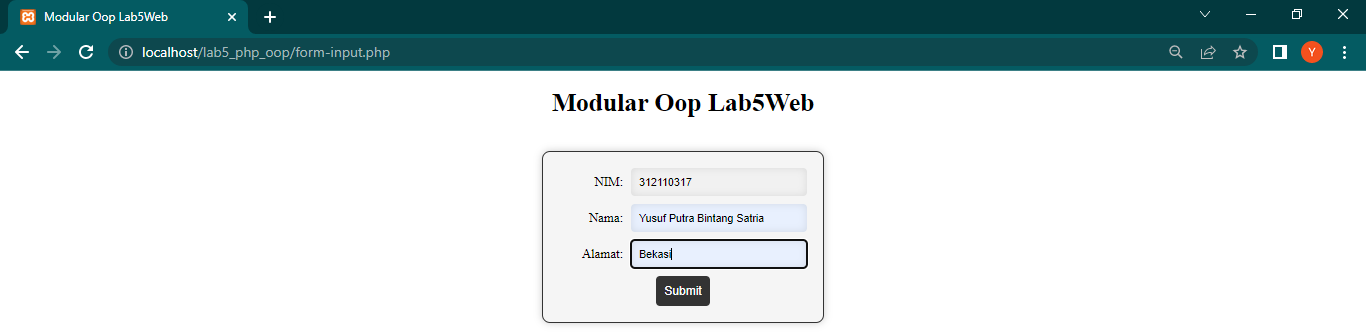 Modular Oop Lab5Web
localhost/lab5_php_oop/form-input.php
Y
Modular Oop Lab5Web
NIM: 312110317
Nama: Yusuf Putra Bintang Satria
Alamat: Bekasi
Submit